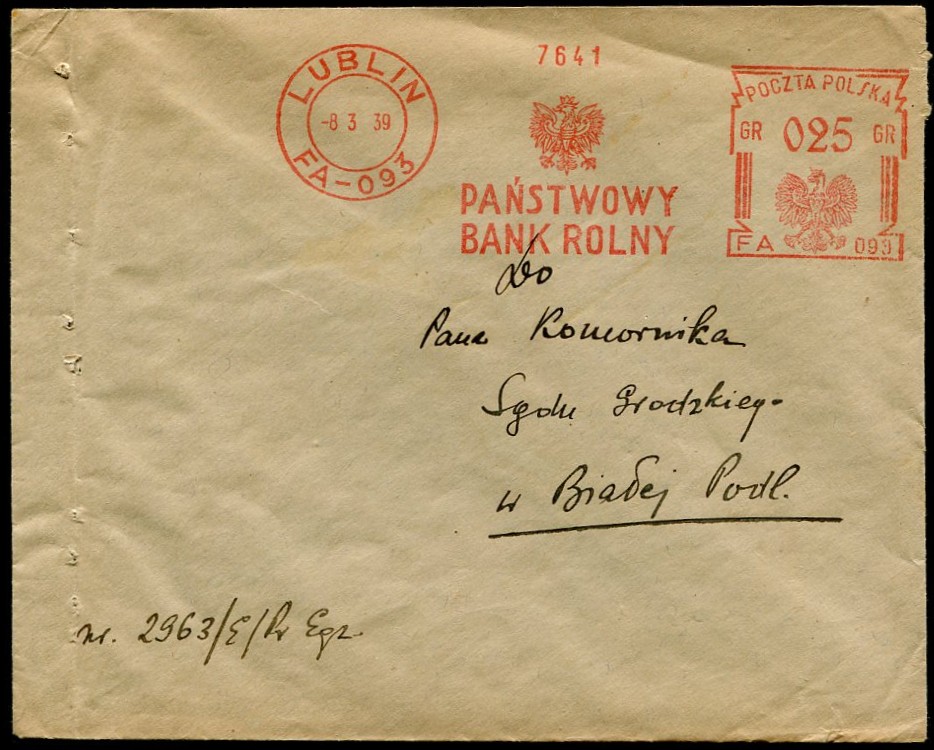 LUBLIN
-8 3 39
FA-093
7641
PAŃSTWOWY
BANK ROLNY
POCZTA POLSKA
GR 025 GR
FA 093
Do
Pana Komornika
Sądu Grodzkiego
w Białej Podl.
nr. 2963/E/Pr Egz.